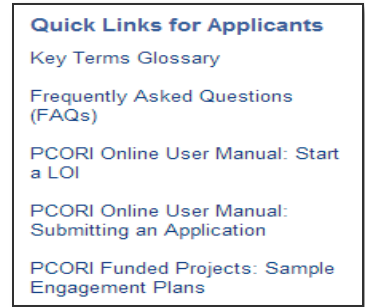 Quick Links for Applicants
Key Terms Glossary
Frequently Asked Questions
(FAQs)
PCORI Online User Manual: Start
a LOI
PCORI Online User Manual:
Submitting an Application
PCORI Funded Projects: Sample
Engagement Plans